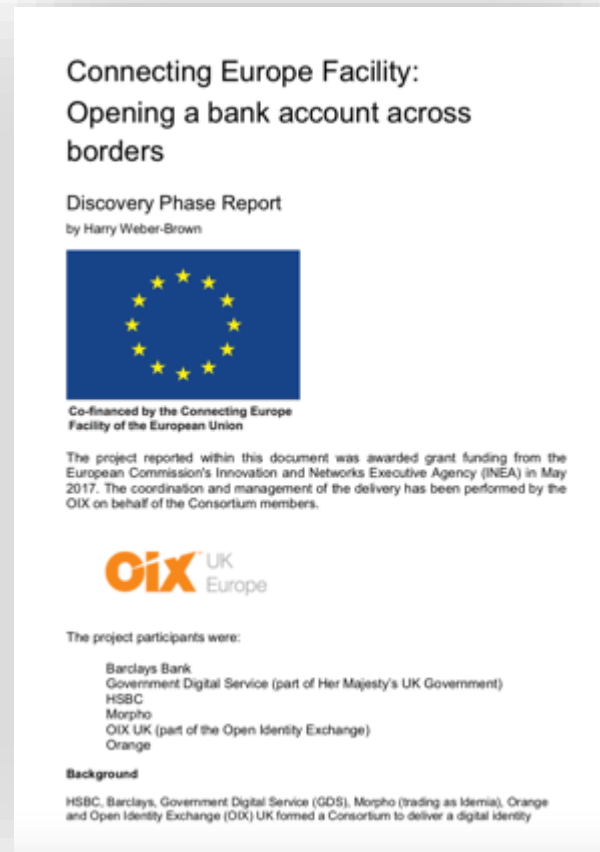 Connecting Europe Facility:
Opening a bank account across
borders
Discovery Phase Report
by Harry Weber-Brown
Co-financed by the Connecting Europe
Facility of the European Union
The project reported within this document was awarded grant funding from the
European Commission's Innovation and Networks Executive Agency (INEA) in May
2017. The coordination and management of the delivery has been performed by the
OIX on behalf of the Consortium members.
OiX UK
Europe
The project participants were:
Barclays Bank
Government Digital Service (part of Her Majesty's UK Government)
HSBC
Morpho
OIX UK (part of the Open Identity Exchange)
Orange
Background
HSBC, Barclays, Government Digital Service (GDS), Morpho (trading as Idemia), Orange
and Open Identity Exchange (OIX) UK formed a Consortium to deliver a digital identity